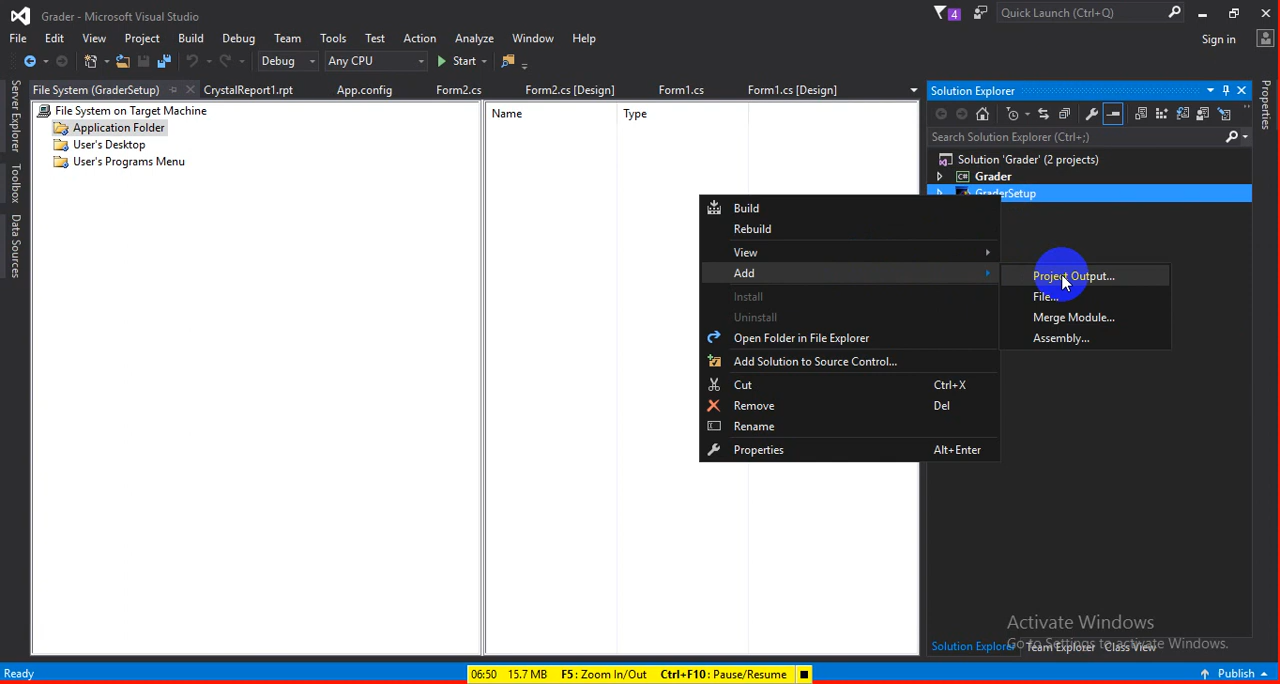 Grader - Microsoft Visual Studio
4
Quick Launch (Ctrl+Q)
File Edit View Project Build Debug Team Tools Test Action Analyze Window Help
Sign in
Debug Any CPU Start
File System (GraderSetup) CrystalReport1.rpt App.config Form2.cs Form2.cs [Design] Form1.cs Form1.cs [Design]
Server Explorer
Toolbox
Data Sources
File System on Target Machine
Application Folder
User's Desktop
User's Programs Menu
Name Type
Solution Explorer
Search Solution Explorer (Ctrl+;)
Solution 'Grader' (2 projects)
C# Grader
GraderSetup
Properties
Build
Rebuild
View
Add
Install
Uninstall
Open Folder in File Explorer
Add Solution to Source Control...
Cut Ctrl+X
Remove Del
Rename
Properties Alt+Enter
Project Output...
File...
Merge Module...
Assembly...
Activate Windows
Go to Settings to activate Windows.
Solution Explorer Team Explorer Class View
Ready
06:50 15.7 MB F5: Zoom In/Out Ctrl+F10: Pause/Resume
Publish